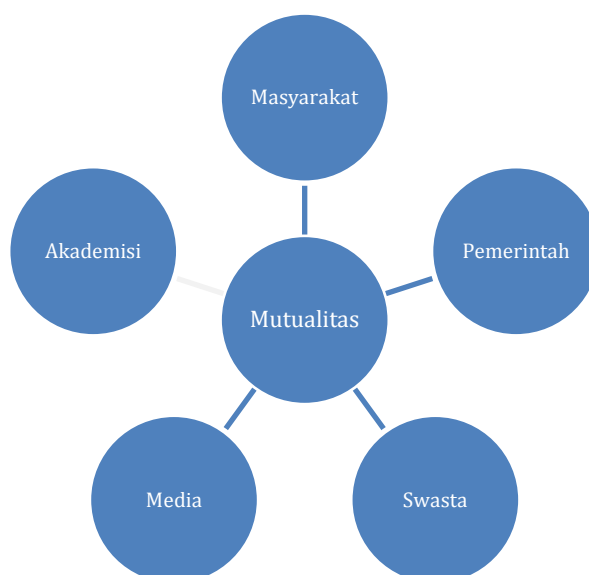 Masyarakat
Akademisi
Pemerintah
Mutualitas
Media
Swasta